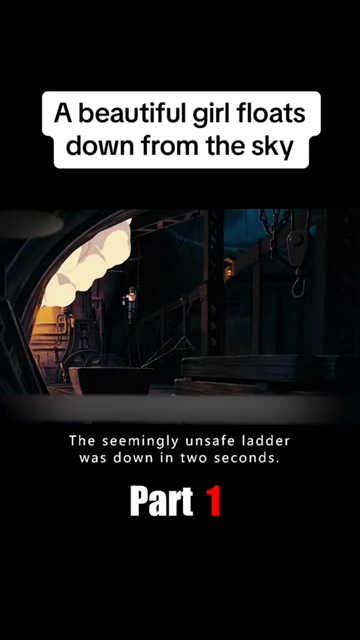 A beautiful girl floats
down from the sky
The seemingly unsafe ladder
was down in two seconds.
Part 1